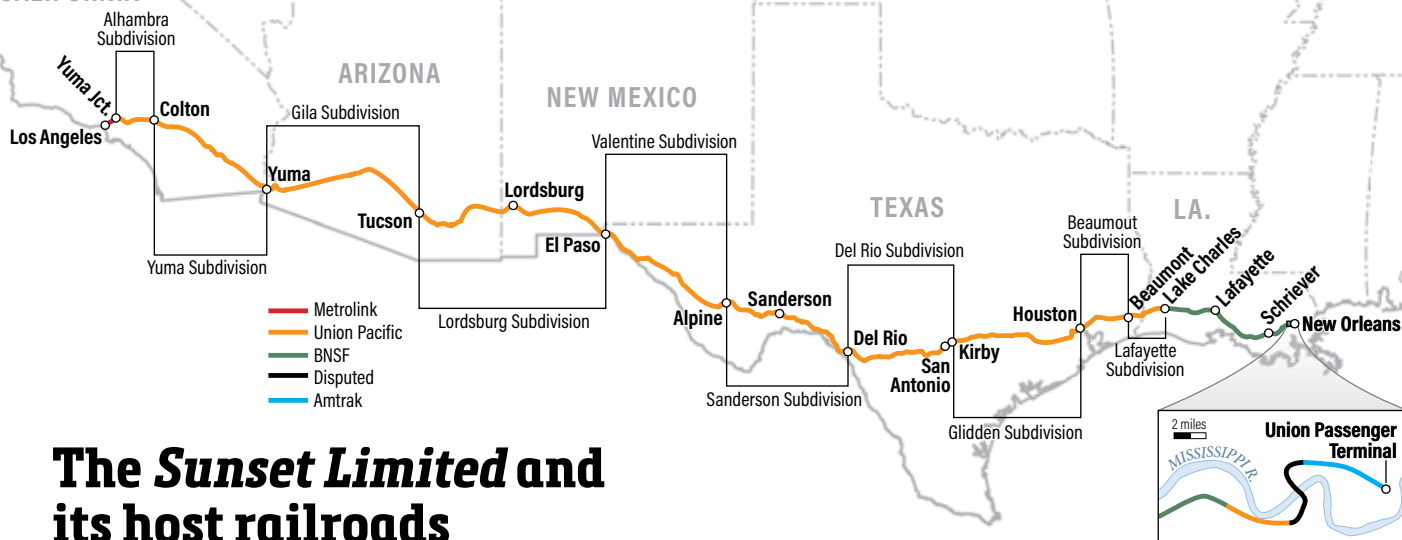 Alhambra
Subdivision
Yuma Jct.
Los Angeles
Colton
ARIZONA
Gila Subdivision
Yuma
Yuma Subdivision
Tucson
NEW MEXICO
Lordsburg
Lordsburg Subdivision
El Paso
Valentine Subdivision
Alpine
Sanderson
Sanderson Subdivision
TEXAS
Del Rio Subdivision
Del Rio
San
Antonio
Kirby
Glidden Subdivision
Houston
Beaumout
Subdivision
LA.
Beaumont
Lake Charles
Lafayette
Subdivision
Lafayette
Schriever
New Orleans
Metrolink
Union Pacific
BNSF
Disputed
Amtrak
2 miles
MISSISSIPPI R.
Union Passenger
Terminal
The Sunset Limited and
its host railroads